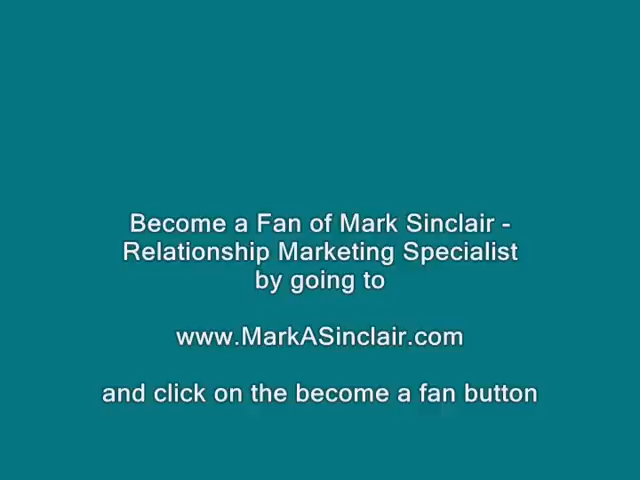 Become a Fan of Mark Sinclair -
Relationship Marketing Specialist
by going to
www.MarkASinclair.com
and click on the become a fan button